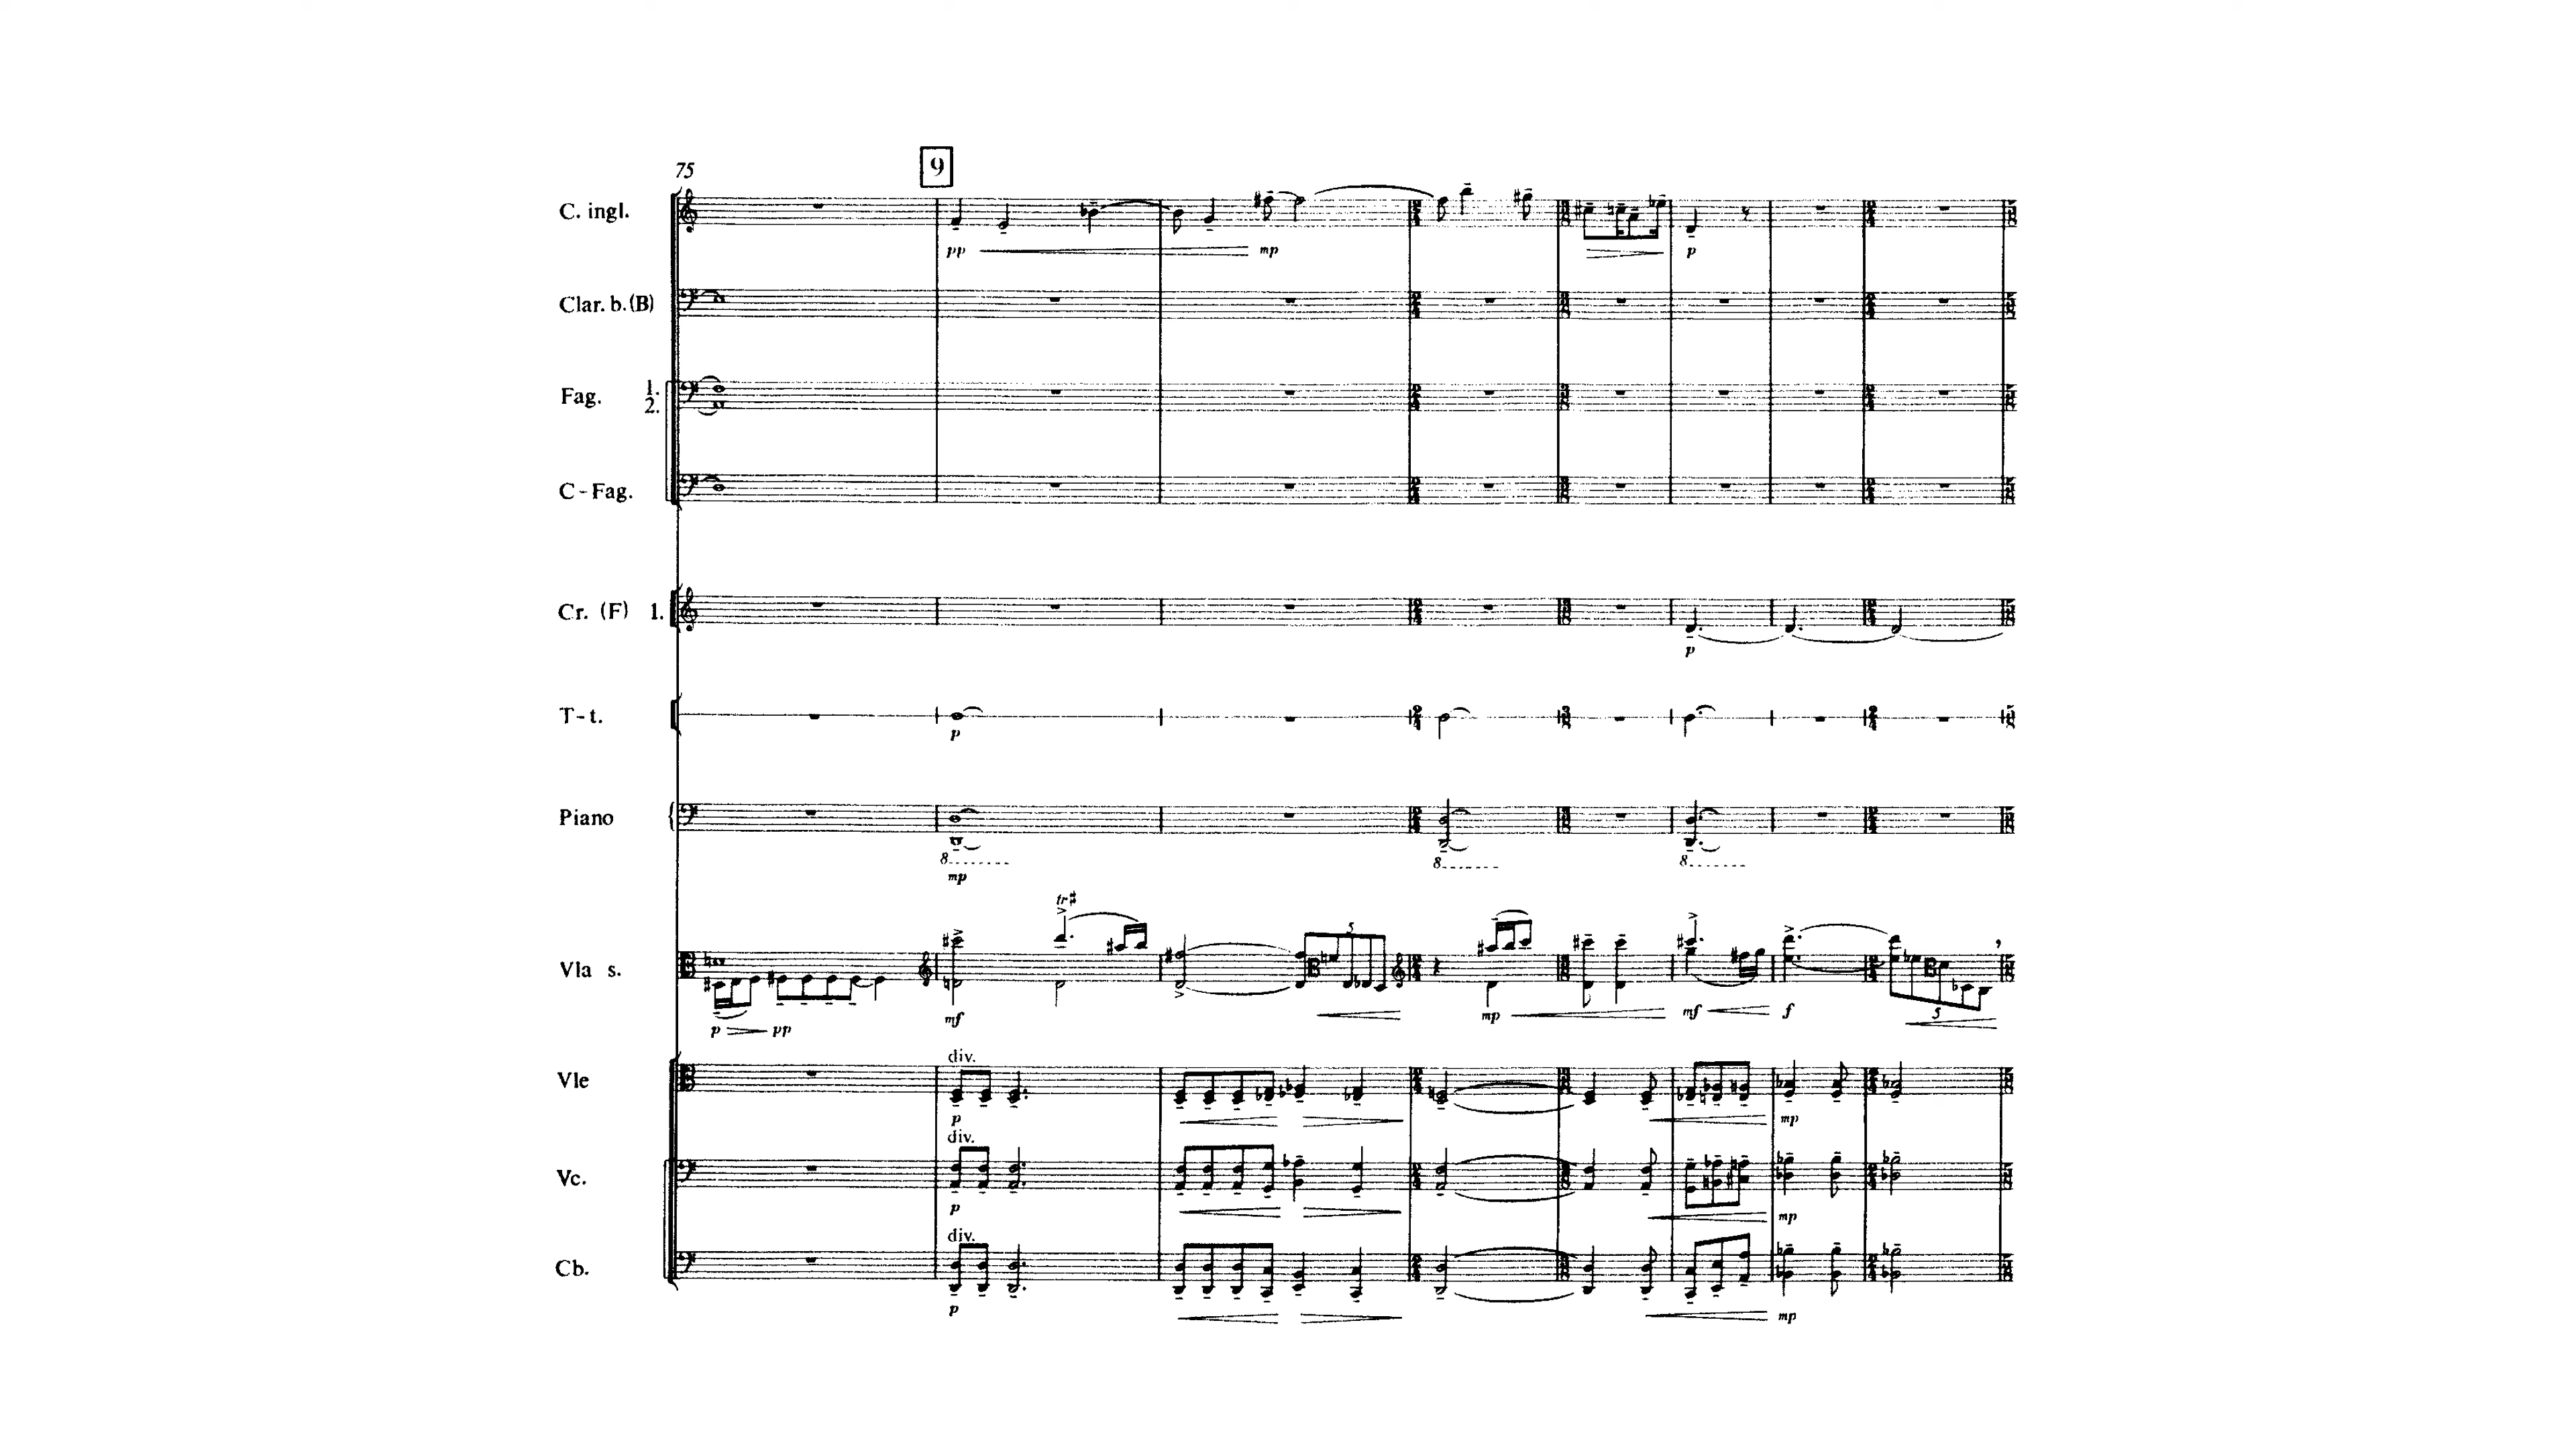 75
9
C. ingl.
pp mp p
Clar. b. (B)
Fag. 1.
2.
C-Fag.
Cr. (F) 1.
p
T-t.
p
Piano
8 8 8
mp
tr♯
5
Vla s.
p pp mf mp mf f 5
div.
Vle
p mp
div.
Vc.
p mp
div.
Cb.
p mp